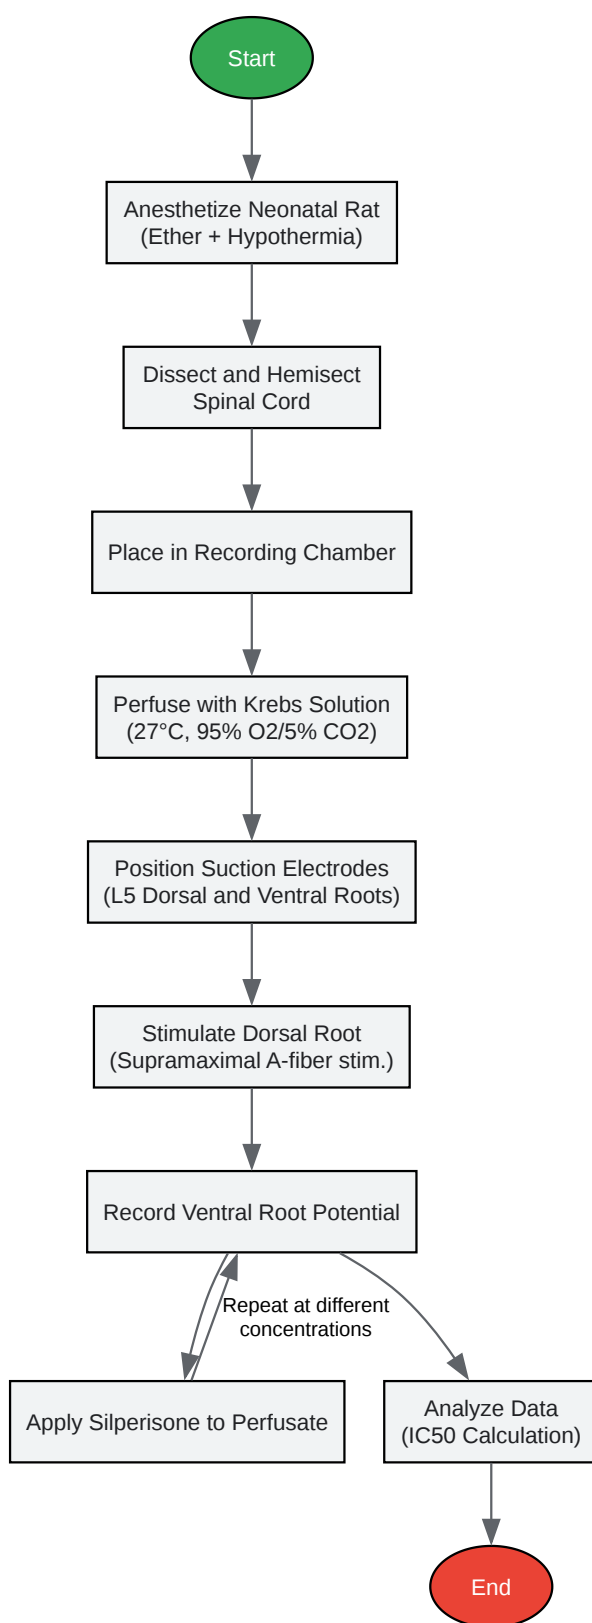 Start
Anesthetize Neonatal Rat
(Ether + Hypothermia)
Dissect and Hemisect
Spinal Cord
Place in Recording Chamber
Perfuse with Krebs Solution
(27°C, 95% O2/5% CO2)
Position Suction Electrodes
(L5 Dorsal and Ventral Roots)
Stimulate Dorsal Root
(Supramaximal A-fiber stim.)
Record Ventral Root Potential
Repeat at different
concentrations
Apply Silperisone to Perfusate
Analyze Data
(IC50 Calculation)
End